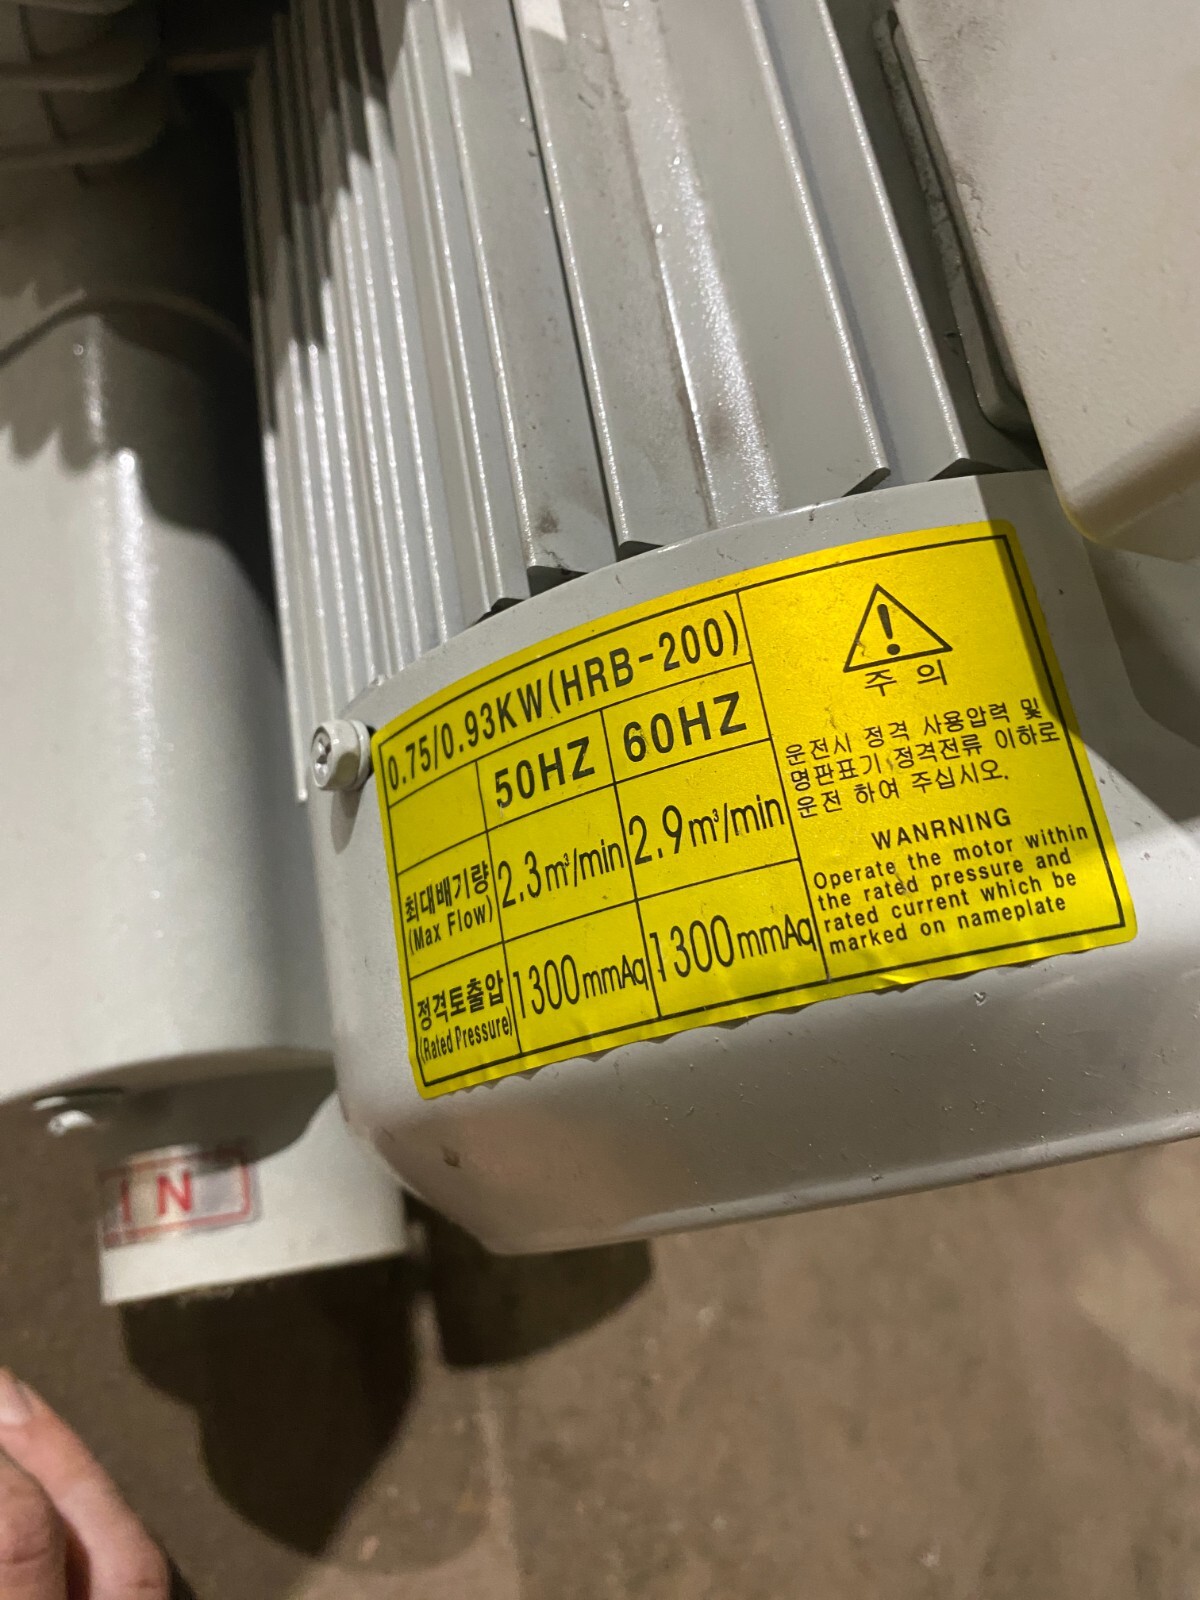 0.75/0.93KW(HRB-200)
50HZ 60HZ
최대배기량
(Max Flow)
2.3m³/min 2.9m³/min
정격토출압
(Rated Pressure)
1300mmAq 1300mmAq
주 의
운전시 정격 사용압력 및
명판표기 정격전류 이하로
운전 하여 주십시오.
WANRNING
Operate the motor within
the rated pressure and
rated current which be
marked on nameplate
IN